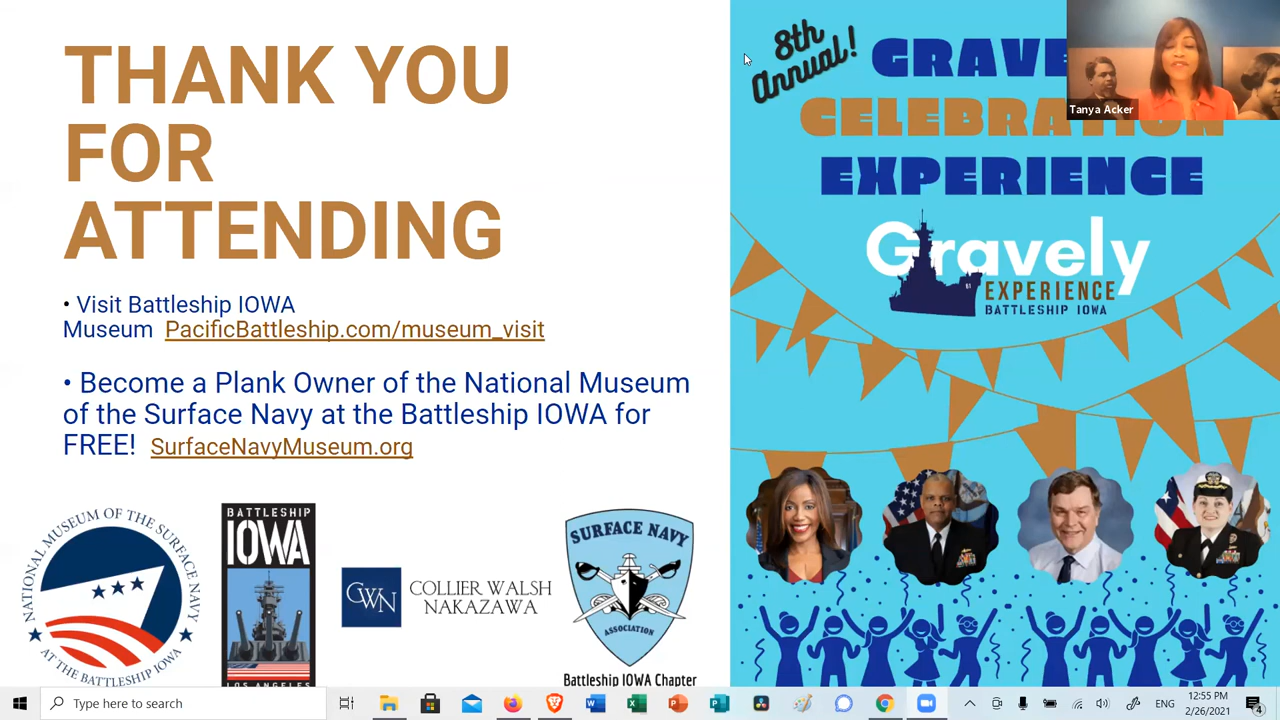 THANK YOU
FOR
ATTENDING
• Visit Battleship IOWA
Museum PacificBattleship.com/museum_visit
• Become a Plank Owner of the National Museum
of the Surface Navy at the Battleship IOWA for
FREE! SurfaceNavyMuseum.org
NATIONAL MUSEUM OF THE SURFACE NAVY
AT THE BATTLESHIP IOWA
BATTLESHIP
IOWA
LOS ANGELES
CWN
COLLIER WALSH
NAKAZAWA
SURFACE NAVY
ASSOCIATION
Battleship IOWA Chapter
8th
Annual!
GRAVE
CELEBRATION
EXPERIENCE
Gravely
EXPERIENCE
BATTLESHIP IOWA
Tanya Acker
Type here to search
ENG
12:55 PM
2/26/2021
4